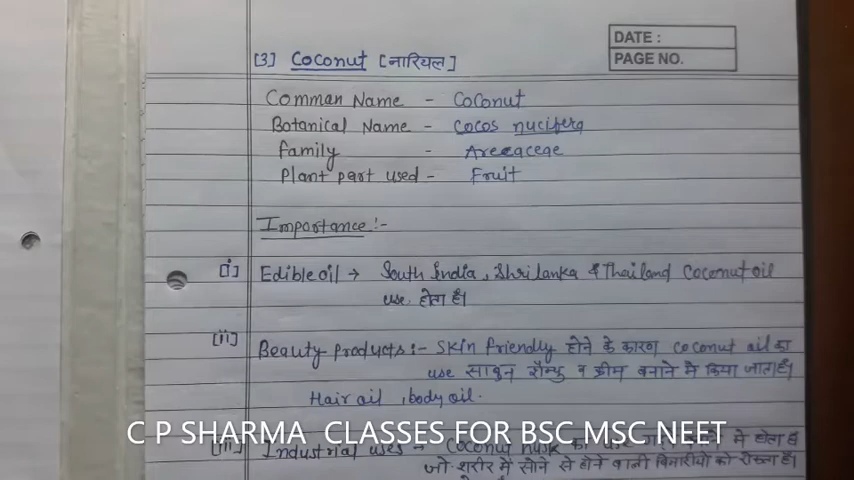 DATE :
PAGE NO.
[3] Coconut [नारियल]
Comman Name - Coconut
Botanical Name - Cocos nucifera
Family - Arecaceae
Plant part used - Fruit
Importance :-
[i] Edible oil → South India, Shri lanka & Thailand Coconut oil
use होता है।
[ii] Beauty products :- Skin friendly होने के कारण coconut oil का
use साबुन शैम्पु व क्रीम बनाने में किया जाता है।
Hair oil, body oil.
C P SHARMA CLASSES FOR BSC MSC NEET
[iii] Industrial uses → Coconut husk का में होता है
जो शरीर में सोने से होने वाली बिमारीयो को रोकता है।